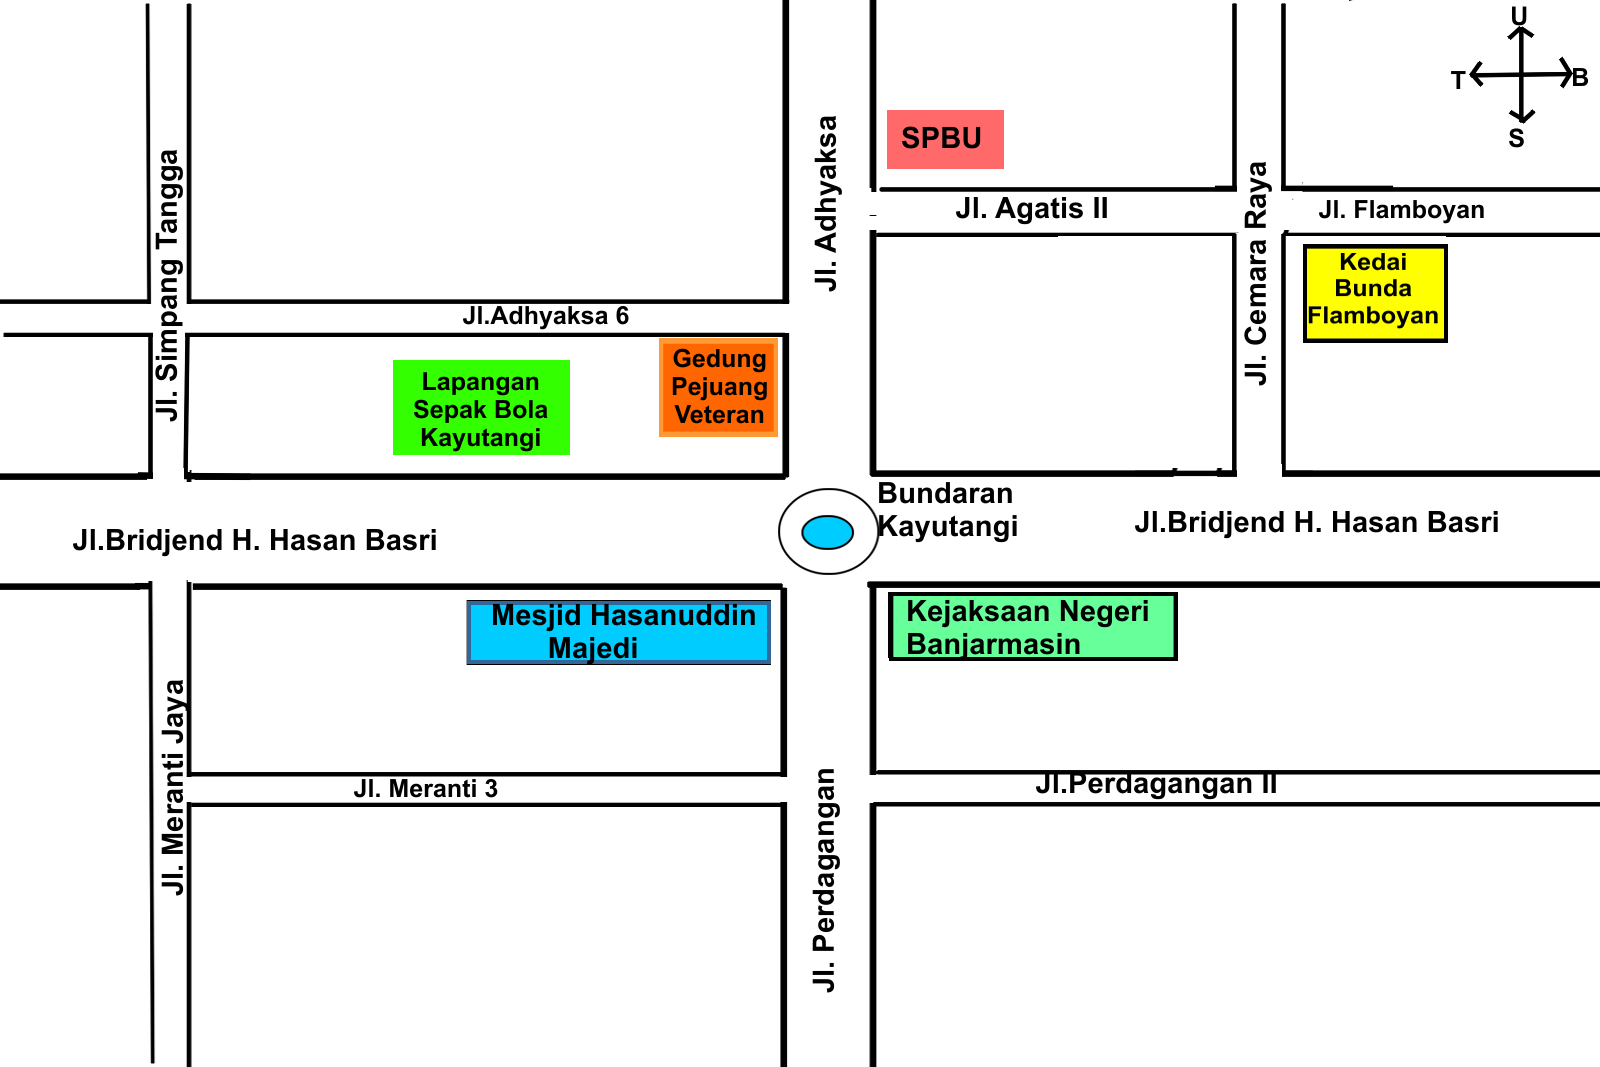 U
T
B
S
SPBU
Jl. Adhyaksa
Jl. Agatis II
Jl. Cemara Raya
Jl. Flamboyan
Jl. Simpang Tangga
Jl.Adhyaksa 6
Kedai
Bunda
Flamboyan
Lapangan
Sepak Bola
Kayutangi
Gedung
Pejuang
Veteran
Bundaran
Kayutangi
Jl.Bridjend H. Hasan Basri
Jl.Bridjend H. Hasan Basri
Mesjid Hasanuddin
Majedi
Kejaksaan Negeri
Banjarmasin
Jl. Meranti Jaya
Jl. Meranti 3
Jl. Perdagangan
Jl.Perdagangan II